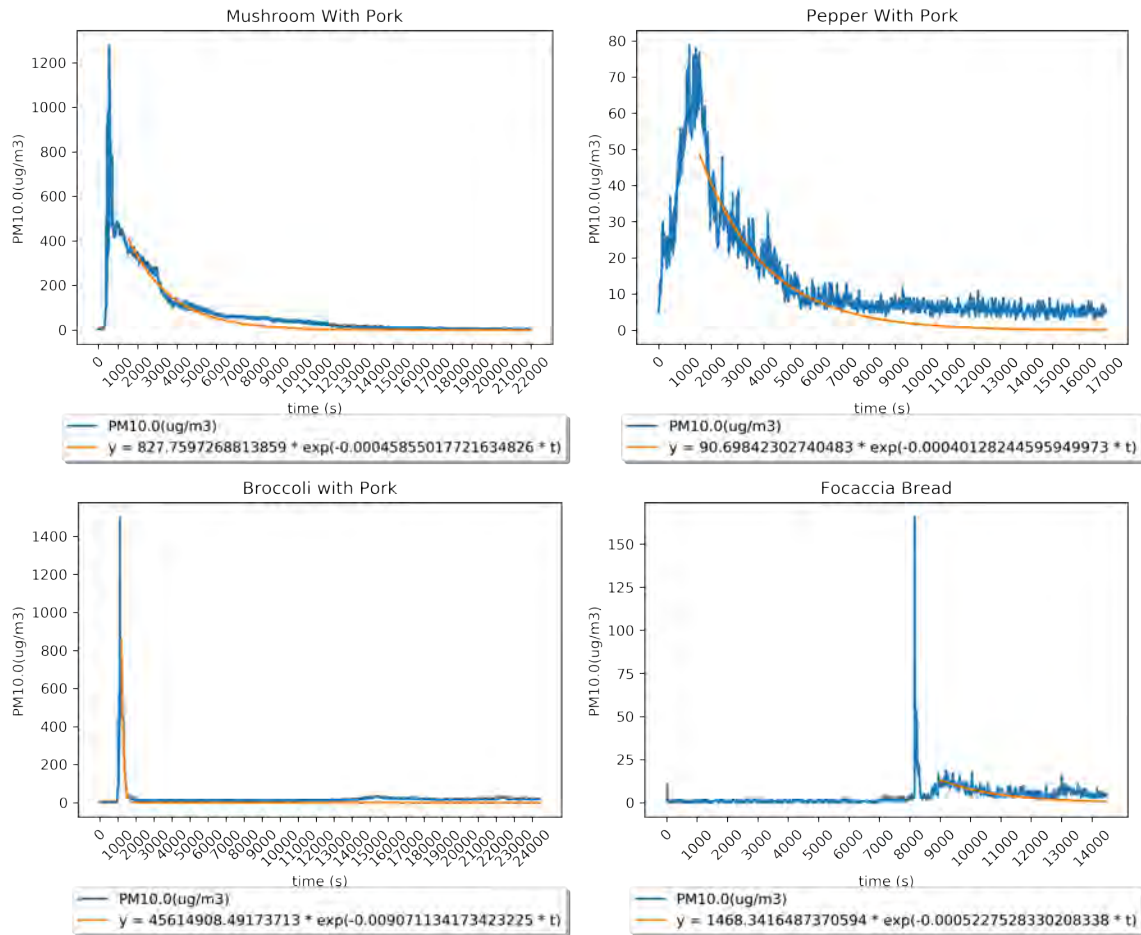 Mushroom With Pork
PM10.0(ug/m3)
1200
1000
800
600
400
200
0
0 1000 2000 3000 4000 5000 6000 7000 8000 9000 10000 11000 12000 13000 14000 15000 16000 17000 18000 19000 20000 21000 22000
time (s)
PM10.0(ug/m3)
y = 827.7597268813859 * exp(-0.00045855017721634826 * t)
Pepper With Pork
PM10.0(ug/m3)
80
70
60
50
40
30
20
10
0
0 1000 2000 3000 4000 5000 6000 7000 8000 9000 10000 11000 12000 13000 14000 15000 16000 17000
time (s)
PM10.0(ug/m3)
y = 90.69842302740483 * exp(-0.00040128244595949973 * t)
Broccoli with Pork
PM10.0(ug/m3)
1400
1200
1000
800
600
400
200
0
0 1000 2000 3000 4000 5000 6000 7000 8000 9000 10000 11000 12000 13000 14000 15000 16000 17000 18000 19000 20000 21000 22000 23000 24000
time (s)
PM10.0(ug/m3)
y = 45614908.49173713 * exp(-0.009071134173423225 * t)
Focaccia Bread
PM10.0(ug/m3)
150
125
100
75
50
25
0
0 1000 2000 3000 4000 5000 6000 7000 8000 9000 10000 11000 12000 13000 14000
time (s)
PM10.0(ug/m3)
y = 1468.3416487370594 * exp(-0.0005227528330208338 * t)